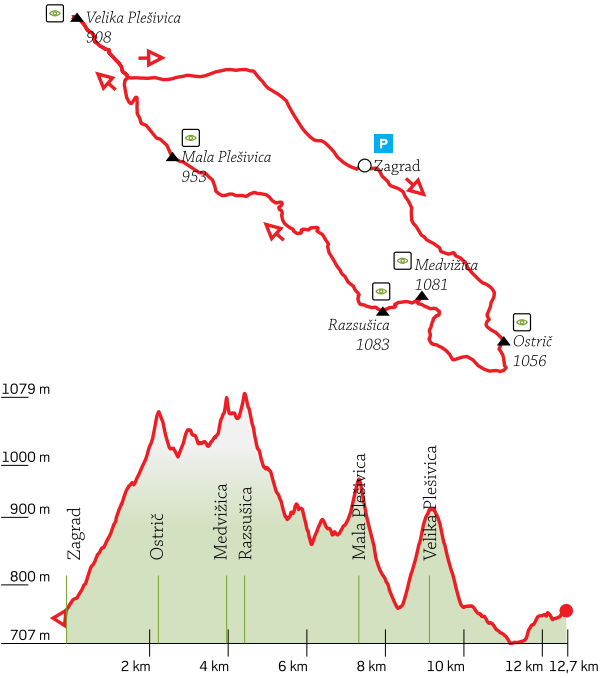 Velika Plešivica
908
P
Mala Plešivica
Zagrad
953
Medvižica
1081
Razsušica
1083
Ostrič
1056
1079 m
1000 m
900 m
800 m
707 m
Zagrad
Ostrič
Medvižica
Razsušica
Mala Plešivica
Velika Plešivica
2 km
4 km
6 km
8 km
10 km
12 km
12,7 km